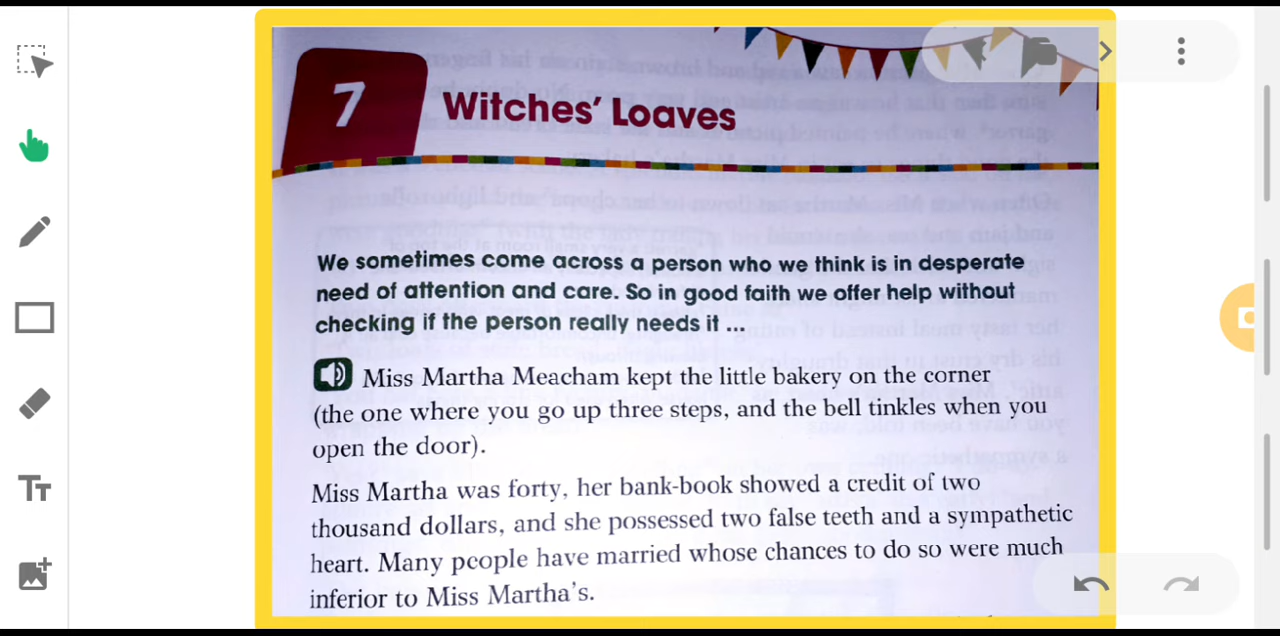 7
Witches' Loaves
We sometimes come across a person who we think is in desperate
need of attention and care. So in good faith we offer help without
checking if the person really needs it ...
Miss Martha Meacham kept the little bakery on the corner
(the one where you go up three steps, and the bell tinkles when you
open the door).
Miss Martha was forty, her bank-book showed a credit of two
thousand dollars, and she possessed two false teeth and a sympathetic
heart. Many people have married whose chances to do so were much
inferior to Miss Martha's.
TT